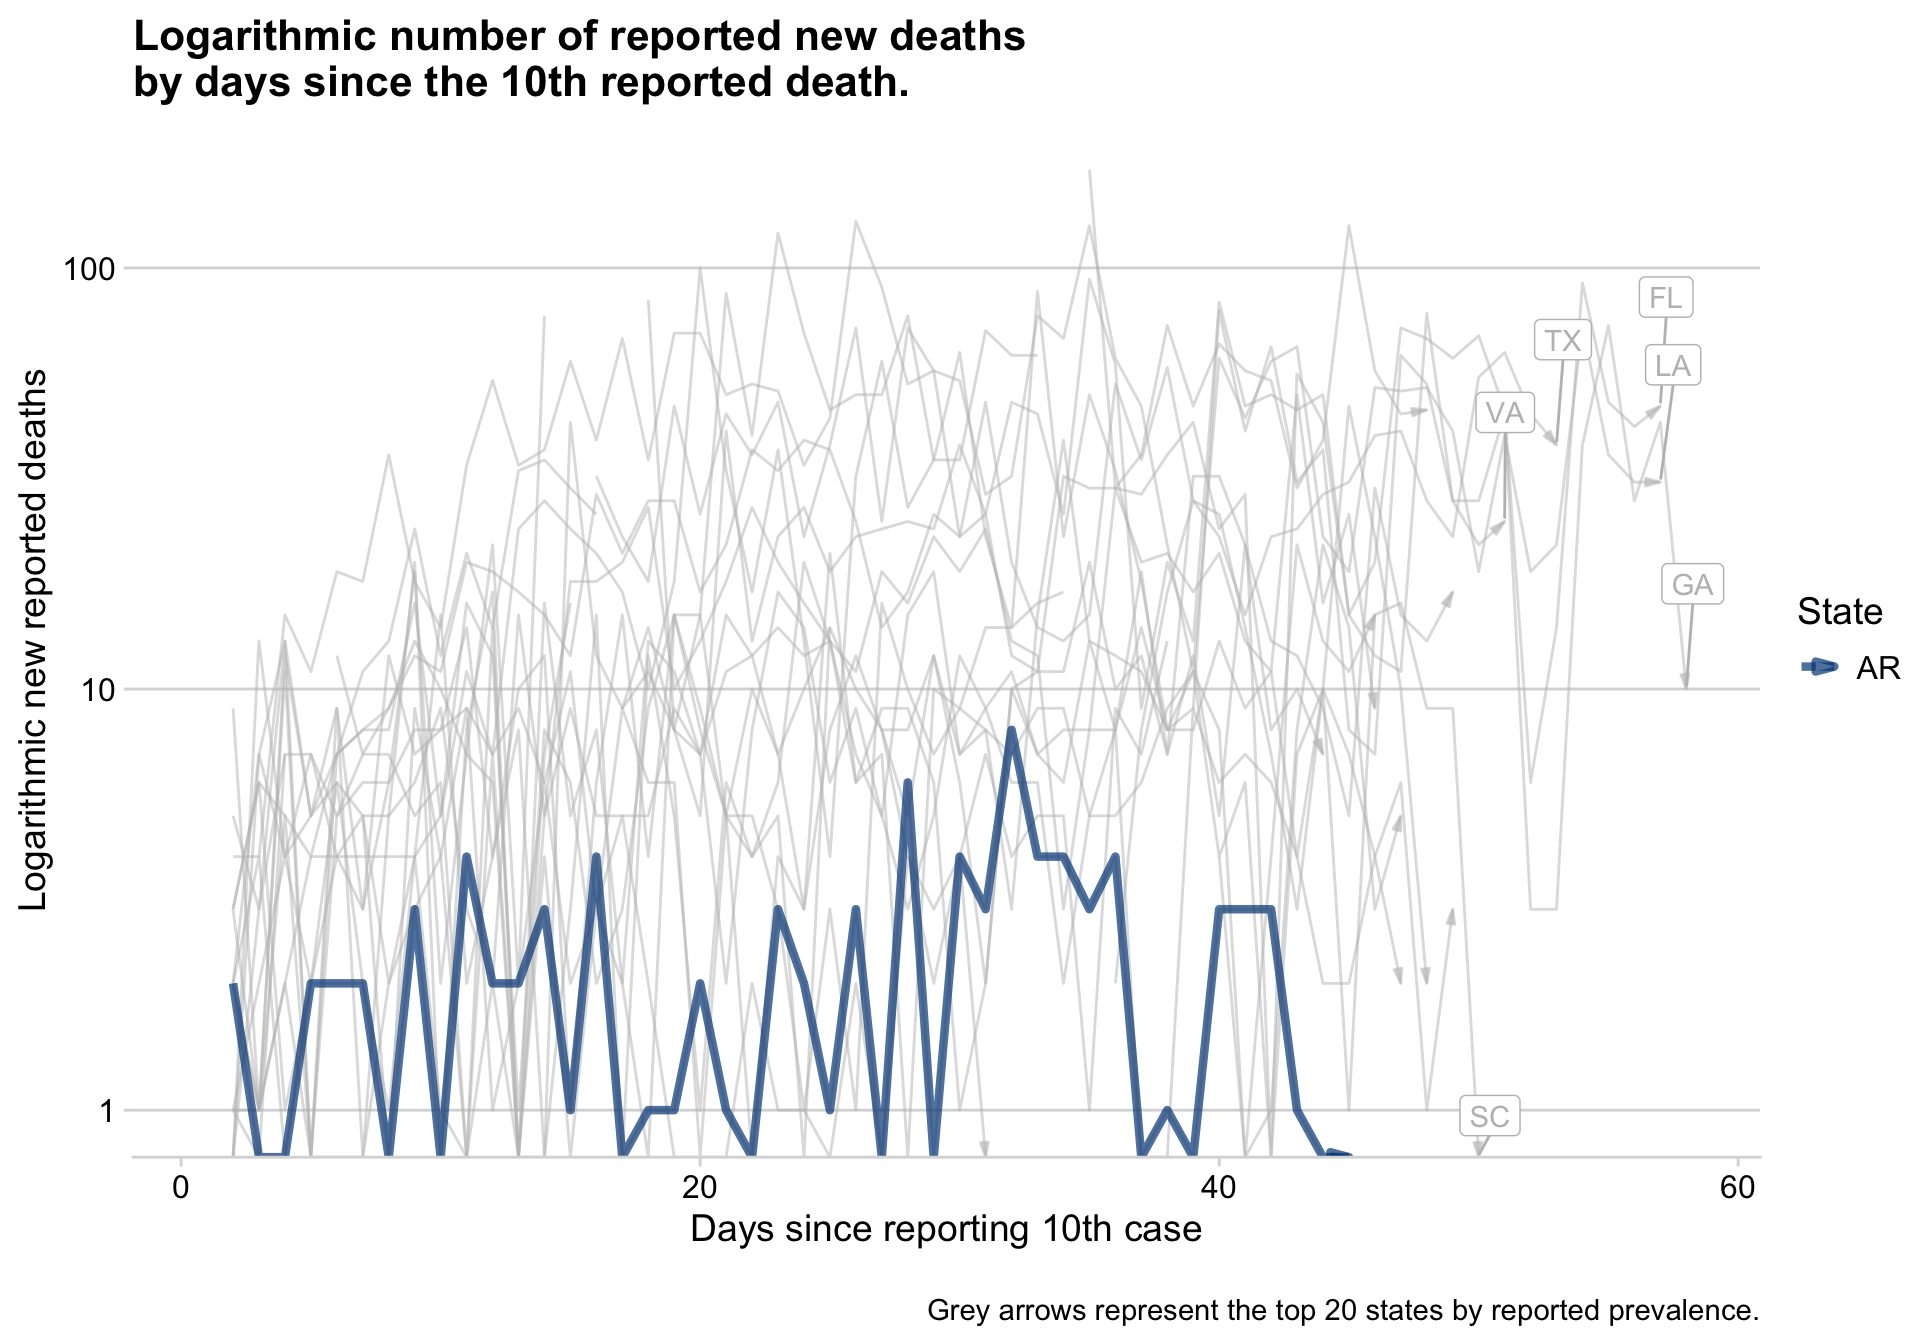 Logarithmic number of reported new deaths
by days since the 10th reported death.
Logarithmic new reported deaths
100
10
1
FL
TX
LA
VA
GA
SC
State
AR
0
20
40
60
Days since reporting 10th case
Grey arrows represent the top 20 states by reported prevalence.